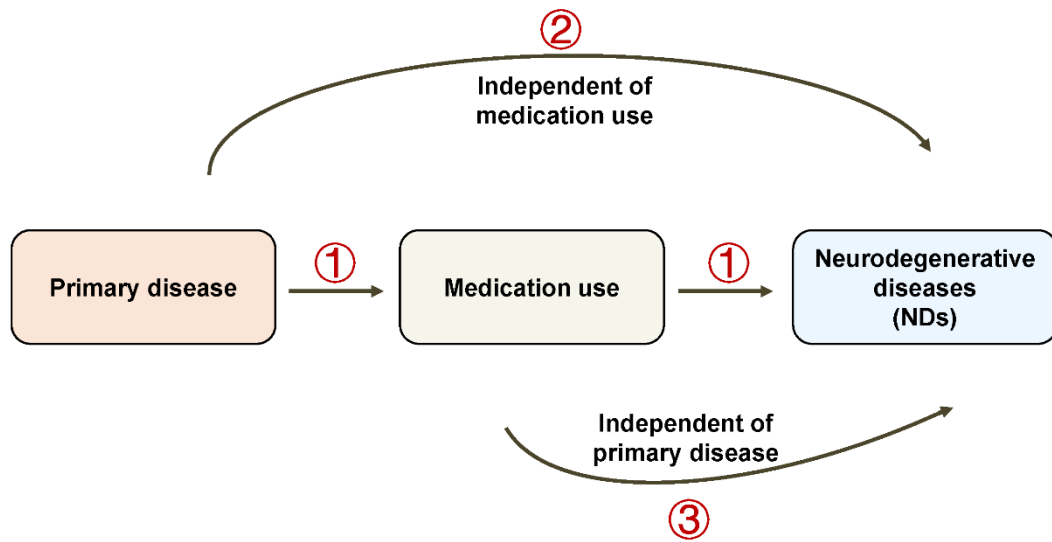 ②
Independent of
medication use
Primary disease
①
Medication use
①
Neurodegenerative
diseases
(NDs)
Independent of
primary disease
③